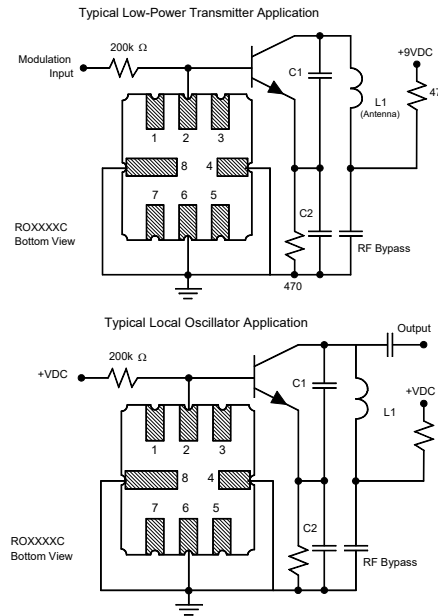 Typical Low-Power Transmitter Application
Modulation
Input
200k Ω
C1
+9VDC
47
L1
(Antenna)
1
2
3
8
4
7
6
5
C2
ROXXXXC
Bottom View
470
RF Bypass
Typical Local Oscillator Application
Output
200k Ω
+VDC
C1
+VDC
L1
1
2
3
8
4
7
6
5
C2
ROXXXXC
Bottom View
RF Bypass